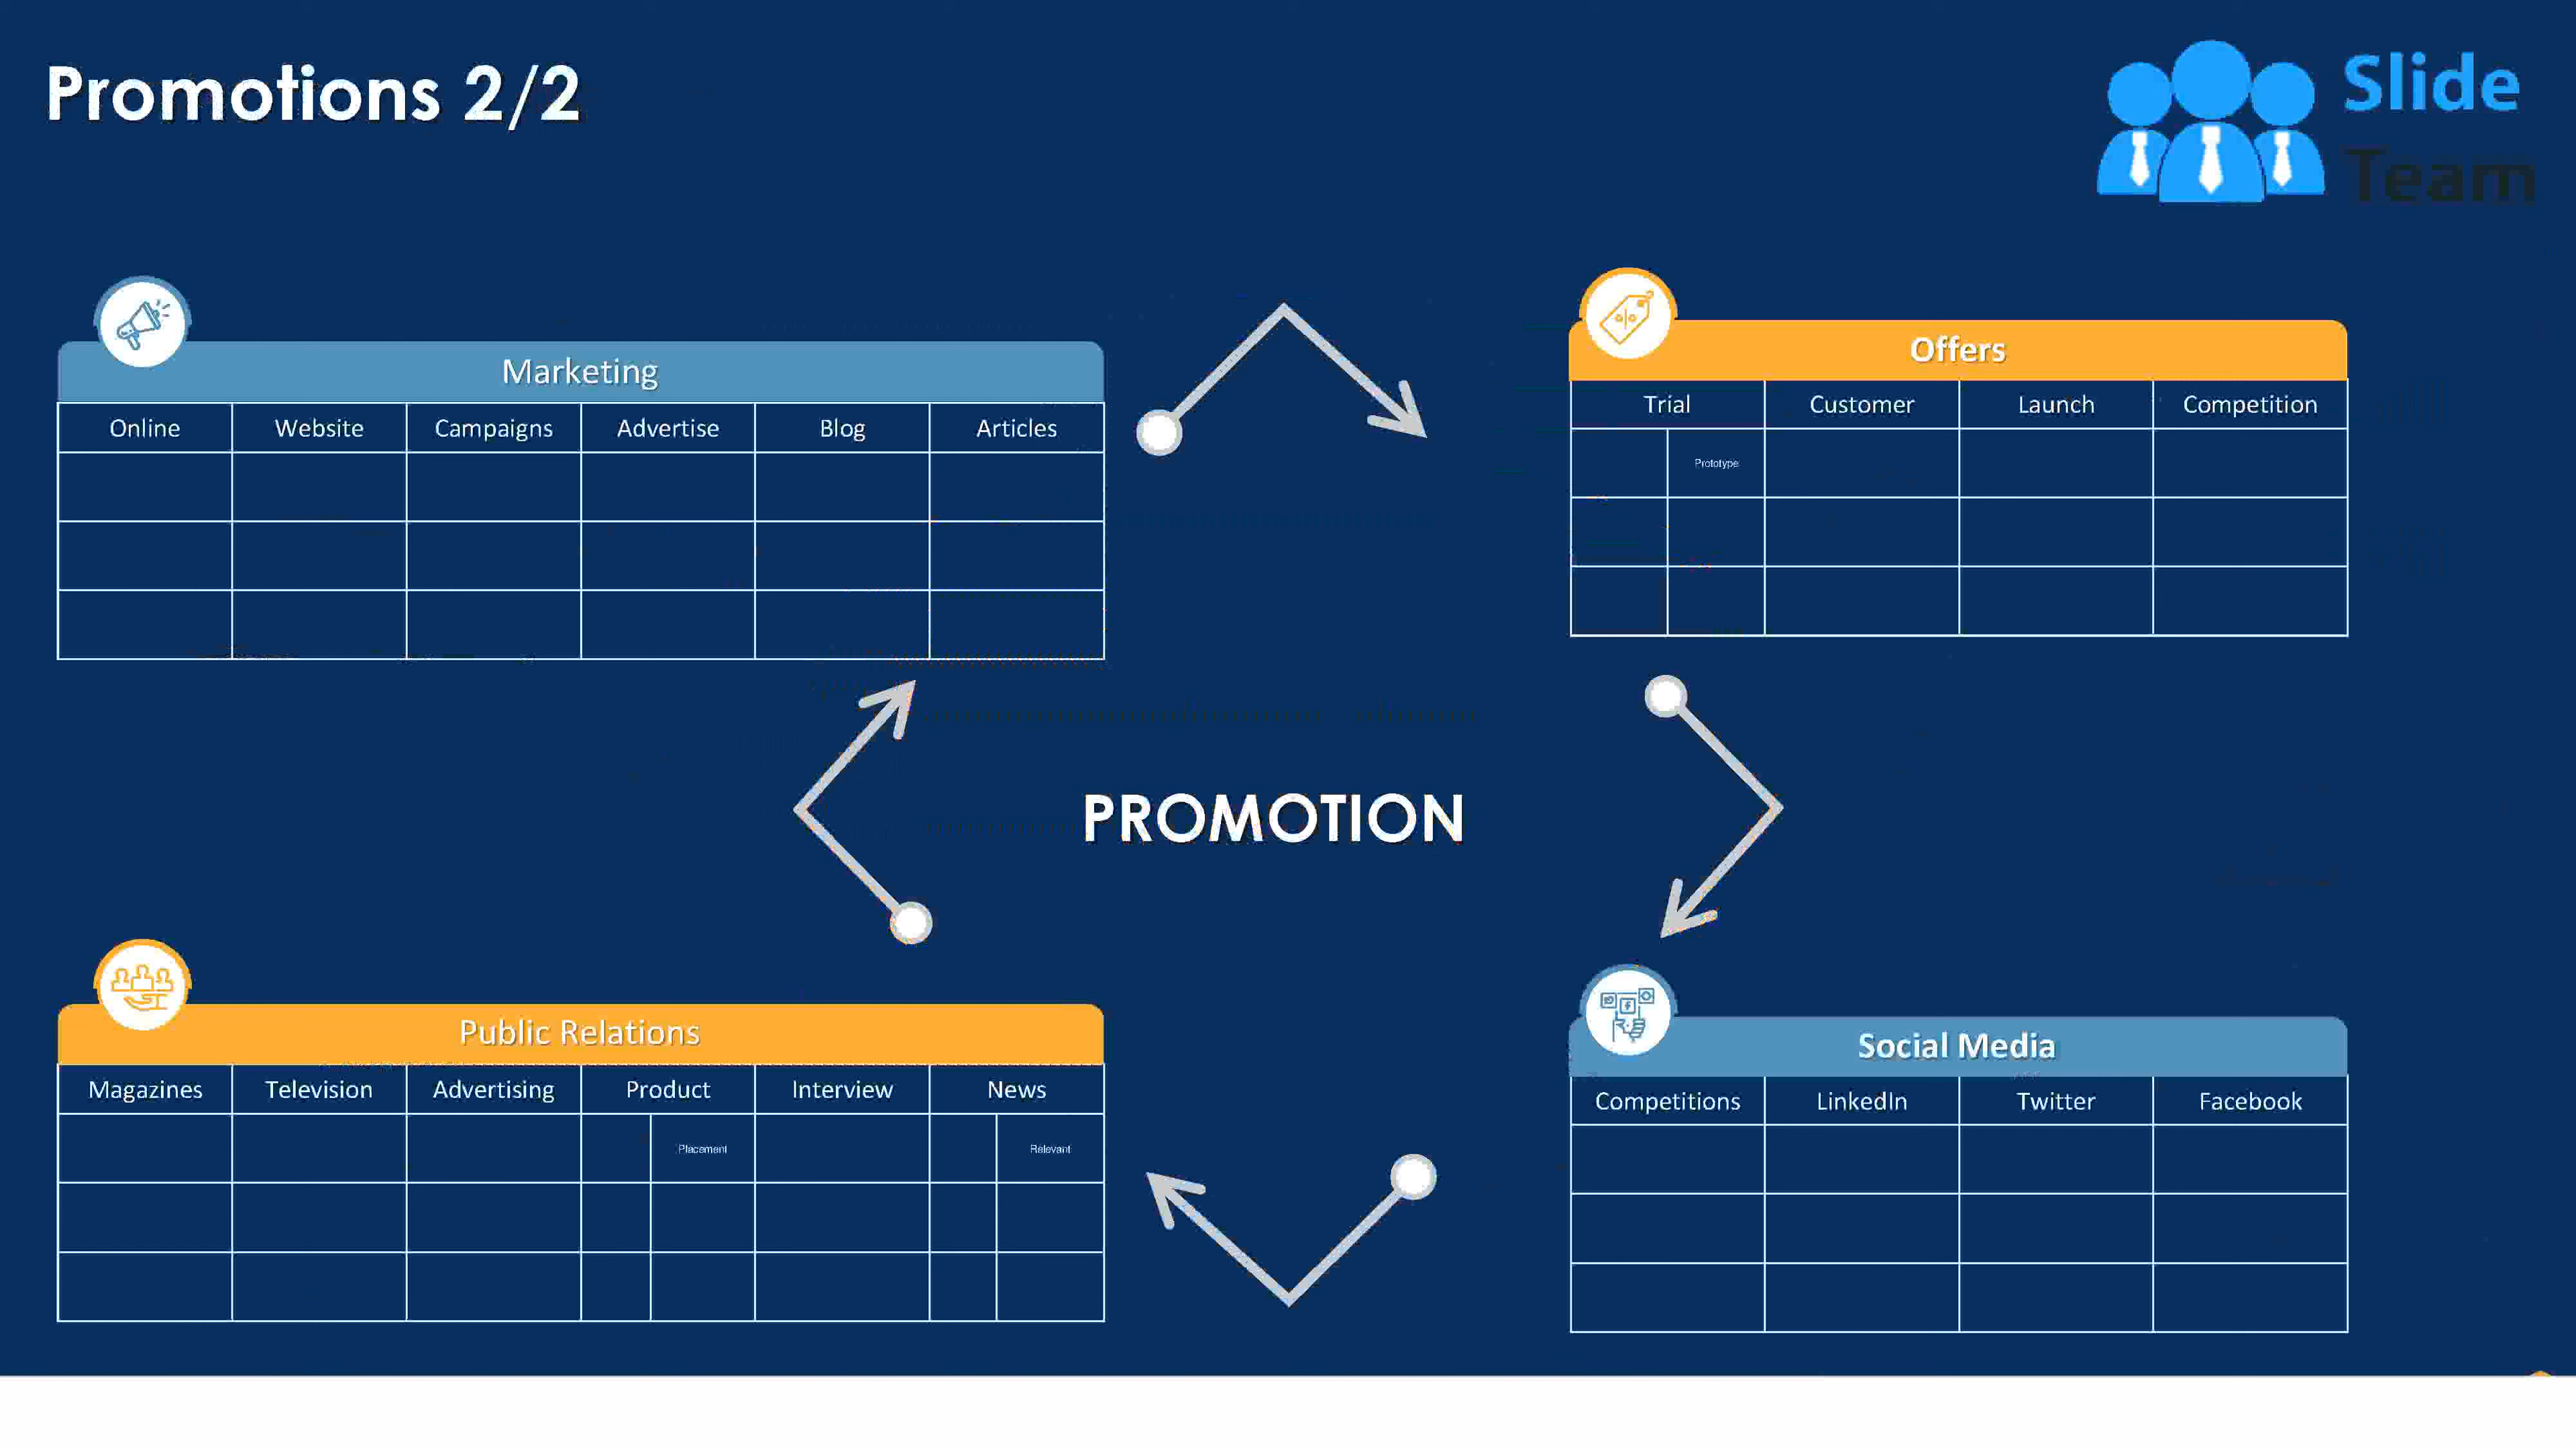 Promotions 2/2
Slide
Team
Marketing
Online Website Campaigns Advertise Blog Articles
Offers
Trial Customer Launch Competition
Prototype
PROMOTION
Public Relations
Magazines Television Advertising Product Interview News
Placement Relevant
Social Media
Competitions LinkedIn Twitter Facebook